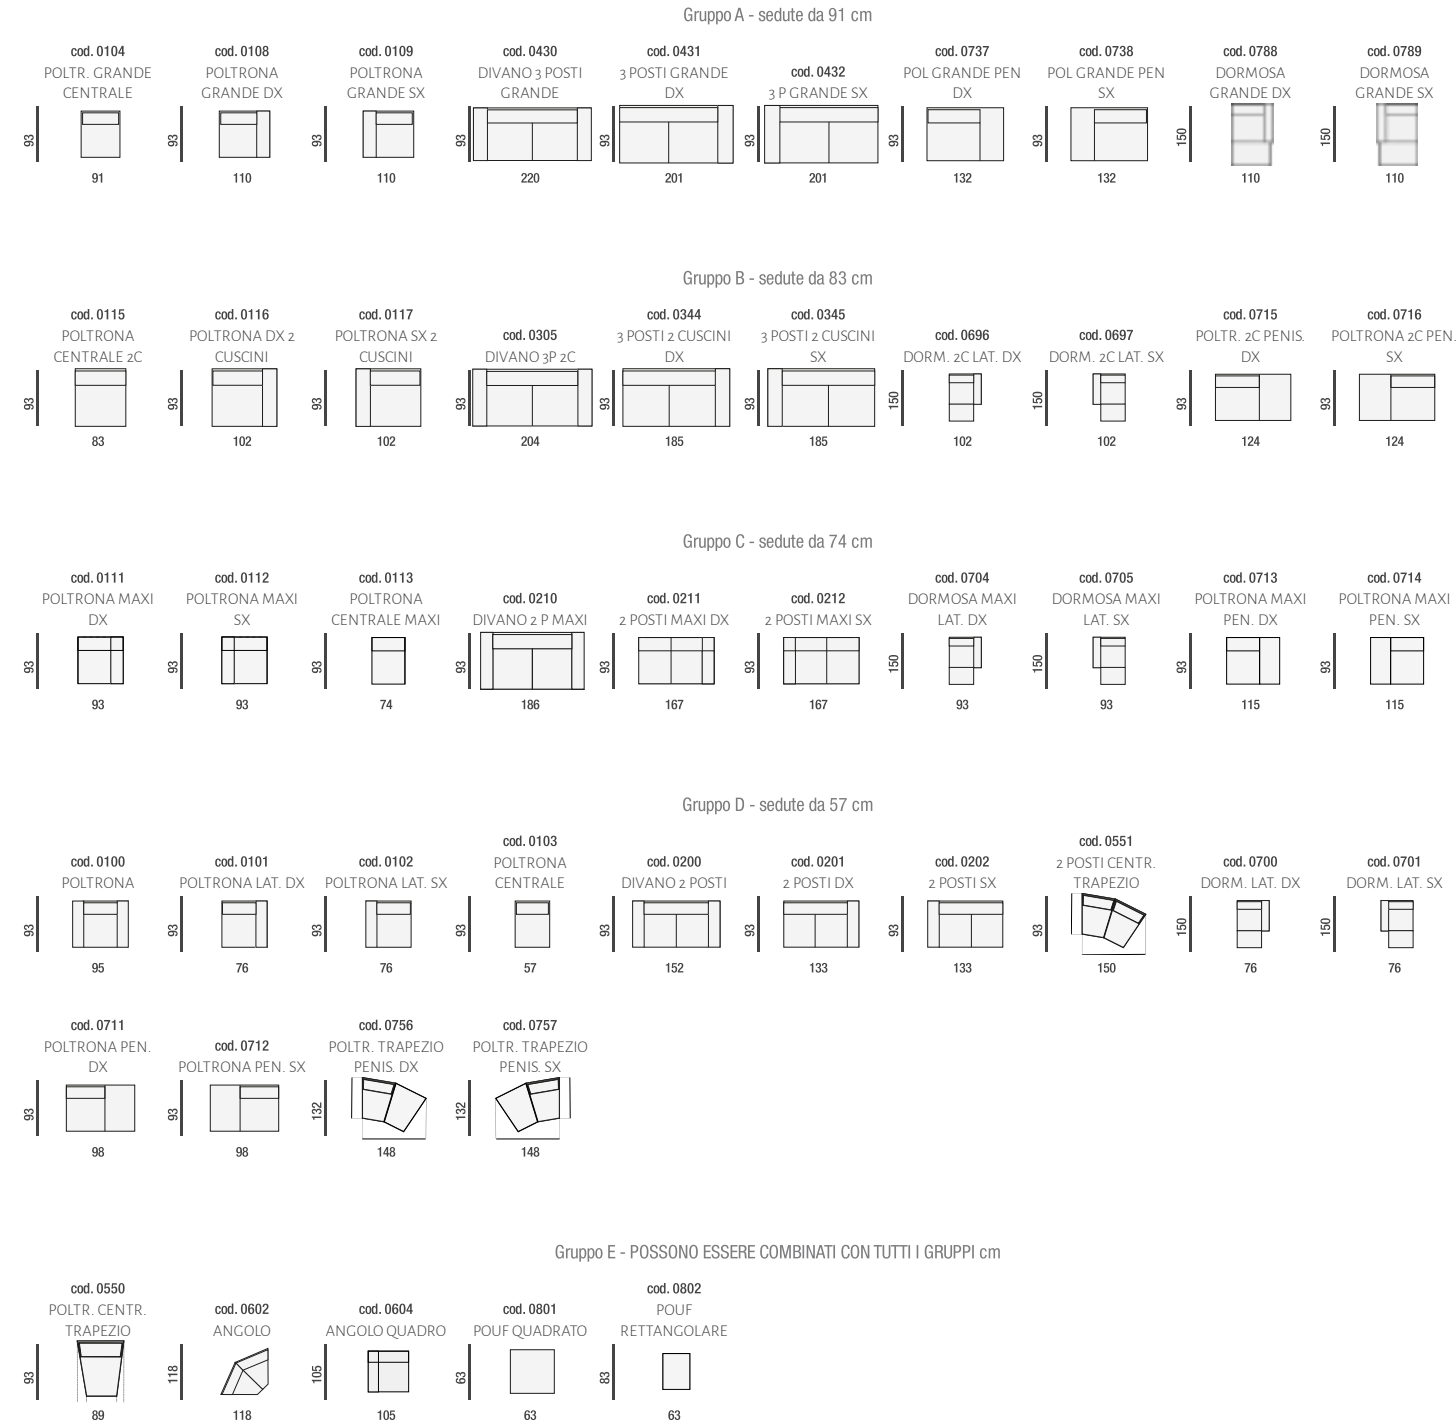 Gruppo A - sedute da 91 cm
cod. 0104
POLTR. GRANDE
CENTRALE
93
91
cod. 0108
POLTRONA
GRANDE DX
93
110
cod. 0109
POLTRONA
GRANDE SX
93
110
cod. 0430
DIVANO 3 POSTI
GRANDE
93
220
cod. 0431
3 POSTI GRANDE
DX
93
201
cod. 0432
3 P GRANDE SX
93
201
cod. 0737
POL GRANDE PEN
DX
93
132
cod. 0738
POL GRANDE PEN
SX
93
132
cod. 0788
DORMOSA
GRANDE DX
150
110
cod. 0789
DORMOSA
GRANDE SX
150
110
Gruppo B - sedute da 83 cm
cod. 0115
POLTRONA
CENTRALE 2C
93
83
cod. 0116
POLTRONA DX 2
CUSCINI
93
102
cod. 0117
POLTRONA SX 2
CUSCINI
93
102
cod. 0305
DIVANO 3P 2C
93
204
cod. 0344
3 POSTI 2 CUSCINI
DX
93
185
cod. 0345
3 POSTI 2 CUSCINI
SX
93
185
cod. 0696
DORM. 2C LAT. DX
150
102
cod. 0697
DORM. 2C LAT. SX
150
102
cod. 0715
POLTR. 2C PENIS.
DX
93
124
cod. 0716
POLTRONA 2C PEN.
SX
93
124
Gruppo C - sedute da 74 cm
cod. 0111
POLTRONA MAXI
DX
93
93
cod. 0112
POLTRONA MAXI
SX
93
93
cod. 0113
POLTRONA
CENTRALE MAXI
93
74
cod. 0210
DIVANO 2 P MAXI
93
186
cod. 0211
2 POSTI MAXI DX
93
167
cod. 0212
2 POSTI MAXI SX
93
167
cod. 0704
DORMOSA MAXI
LAT. DX
150
93
cod. 0705
DORMOSA MAXI
LAT. SX
150
93
cod. 0713
POLTRONA MAXI
PEN. DX
93
115
cod. 0714
POLTRONA MAXI
PEN. SX
93
115
Gruppo D - sedute da 57 cm
cod. 0100
POLTRONA
93
95
cod. 0101
POLTRONA LAT. DX
93
76
cod. 0102
POLTRONA LAT. SX
93
76
cod. 0103
POLTRONA
CENTRALE
93
57
cod. 0200
DIVANO 2 POSTI
93
152
cod. 0201
2 POSTI DX
93
133
cod. 0202
2 POSTI SX
93
133
cod. 0551
2 POSTI CENTR.
TRAPEZIO
93
150
cod. 0700
DORM. LAT. DX
150
76
cod. 0701
DORM. LAT. SX
150
76
cod. 0711
POLTRONA PEN.
DX
93
98
cod. 0712
POLTRONA PEN. SX
93
98
cod. 0756
POLTR. TRAPEZIO
PENIS. DX
132
148
cod. 0757
POLTR. TRAPEZIO
PENIS. SX
132
148
Gruppo E - POSSONO ESSERE COMBINATI CON TUTTI I GRUPPI cm
cod. 0550
POLTR. CENTR.
TRAPEZIO
93
89
cod. 0602
ANGOLO
118
118
cod. 0604
ANGOLO QUADRO
105
105
cod. 0801
POUF QUADRATO
63
63
cod. 0802
POUF
RETTANGOLARE
83
63